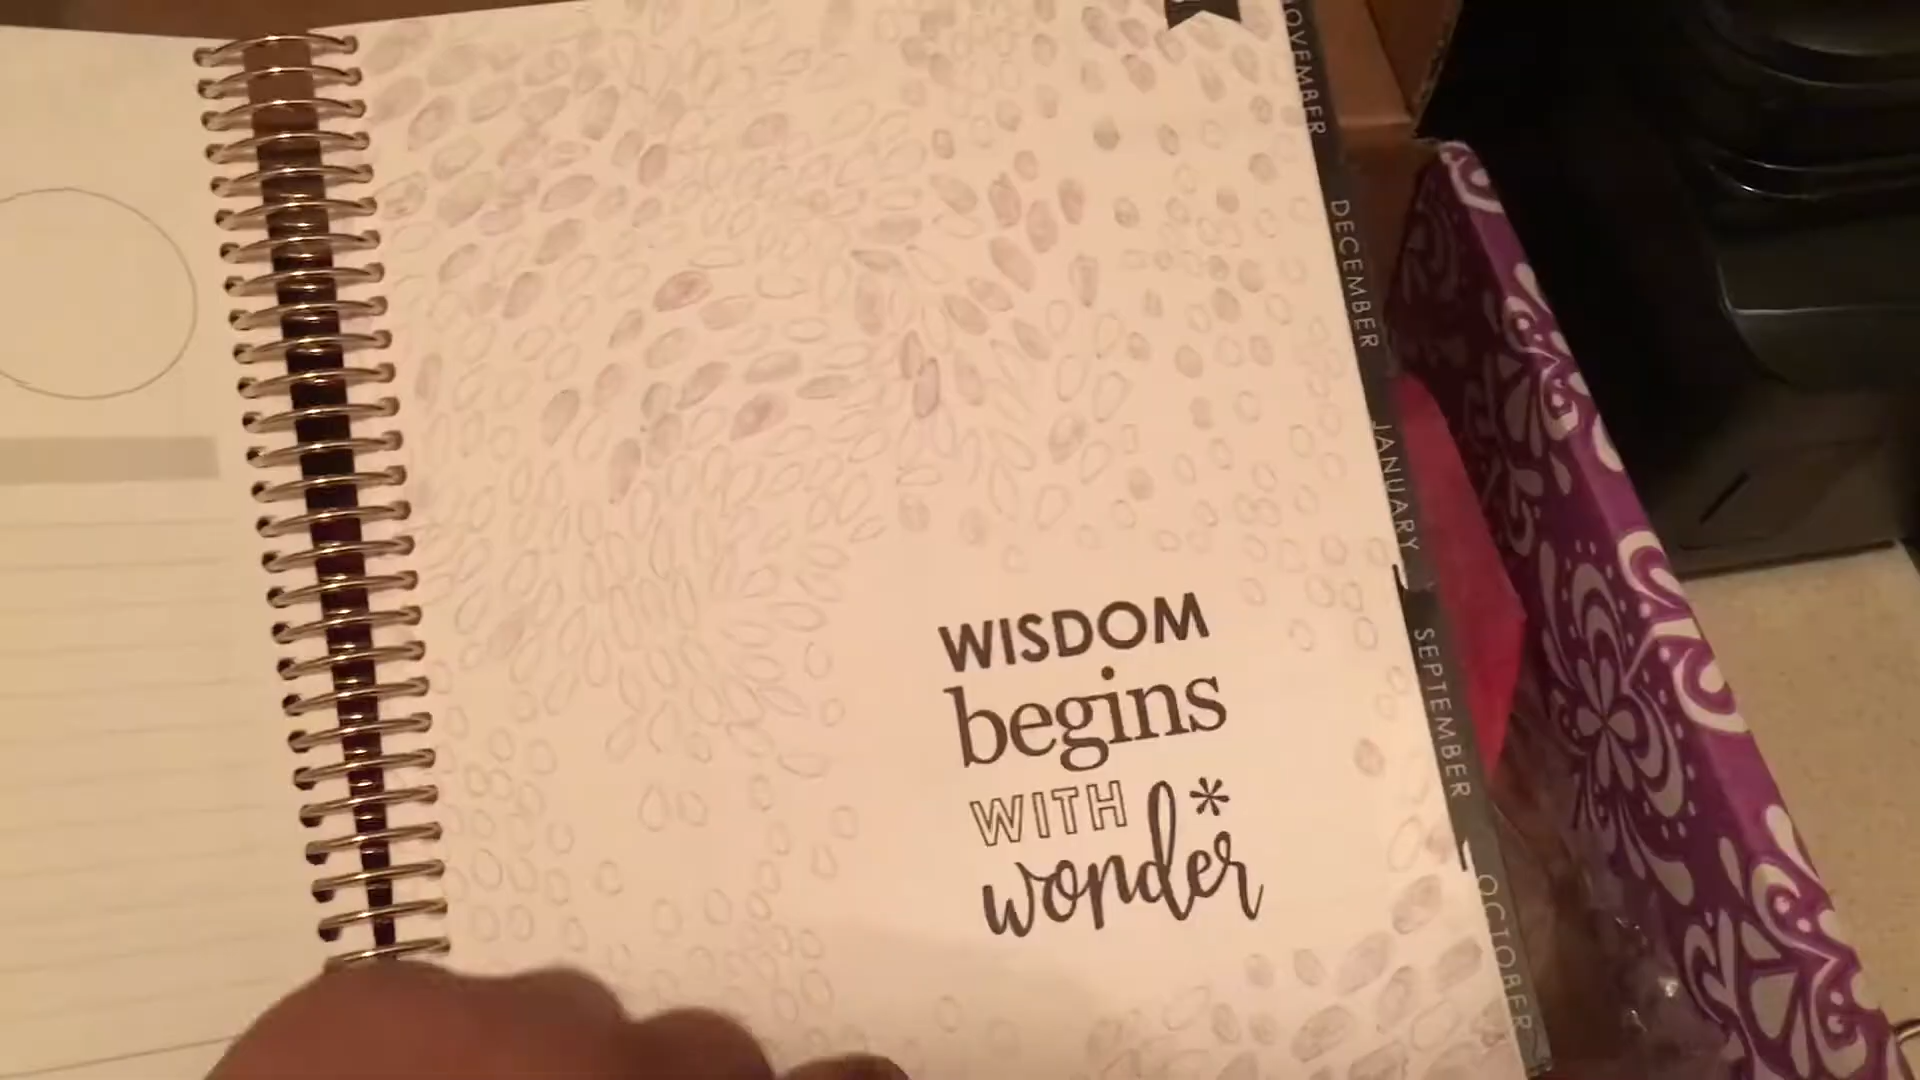 WISDOM
begins
WITH
wonder*
NOVEMBER
DECEMBER
JANUARY
SEPTEMBER
OCTOBER